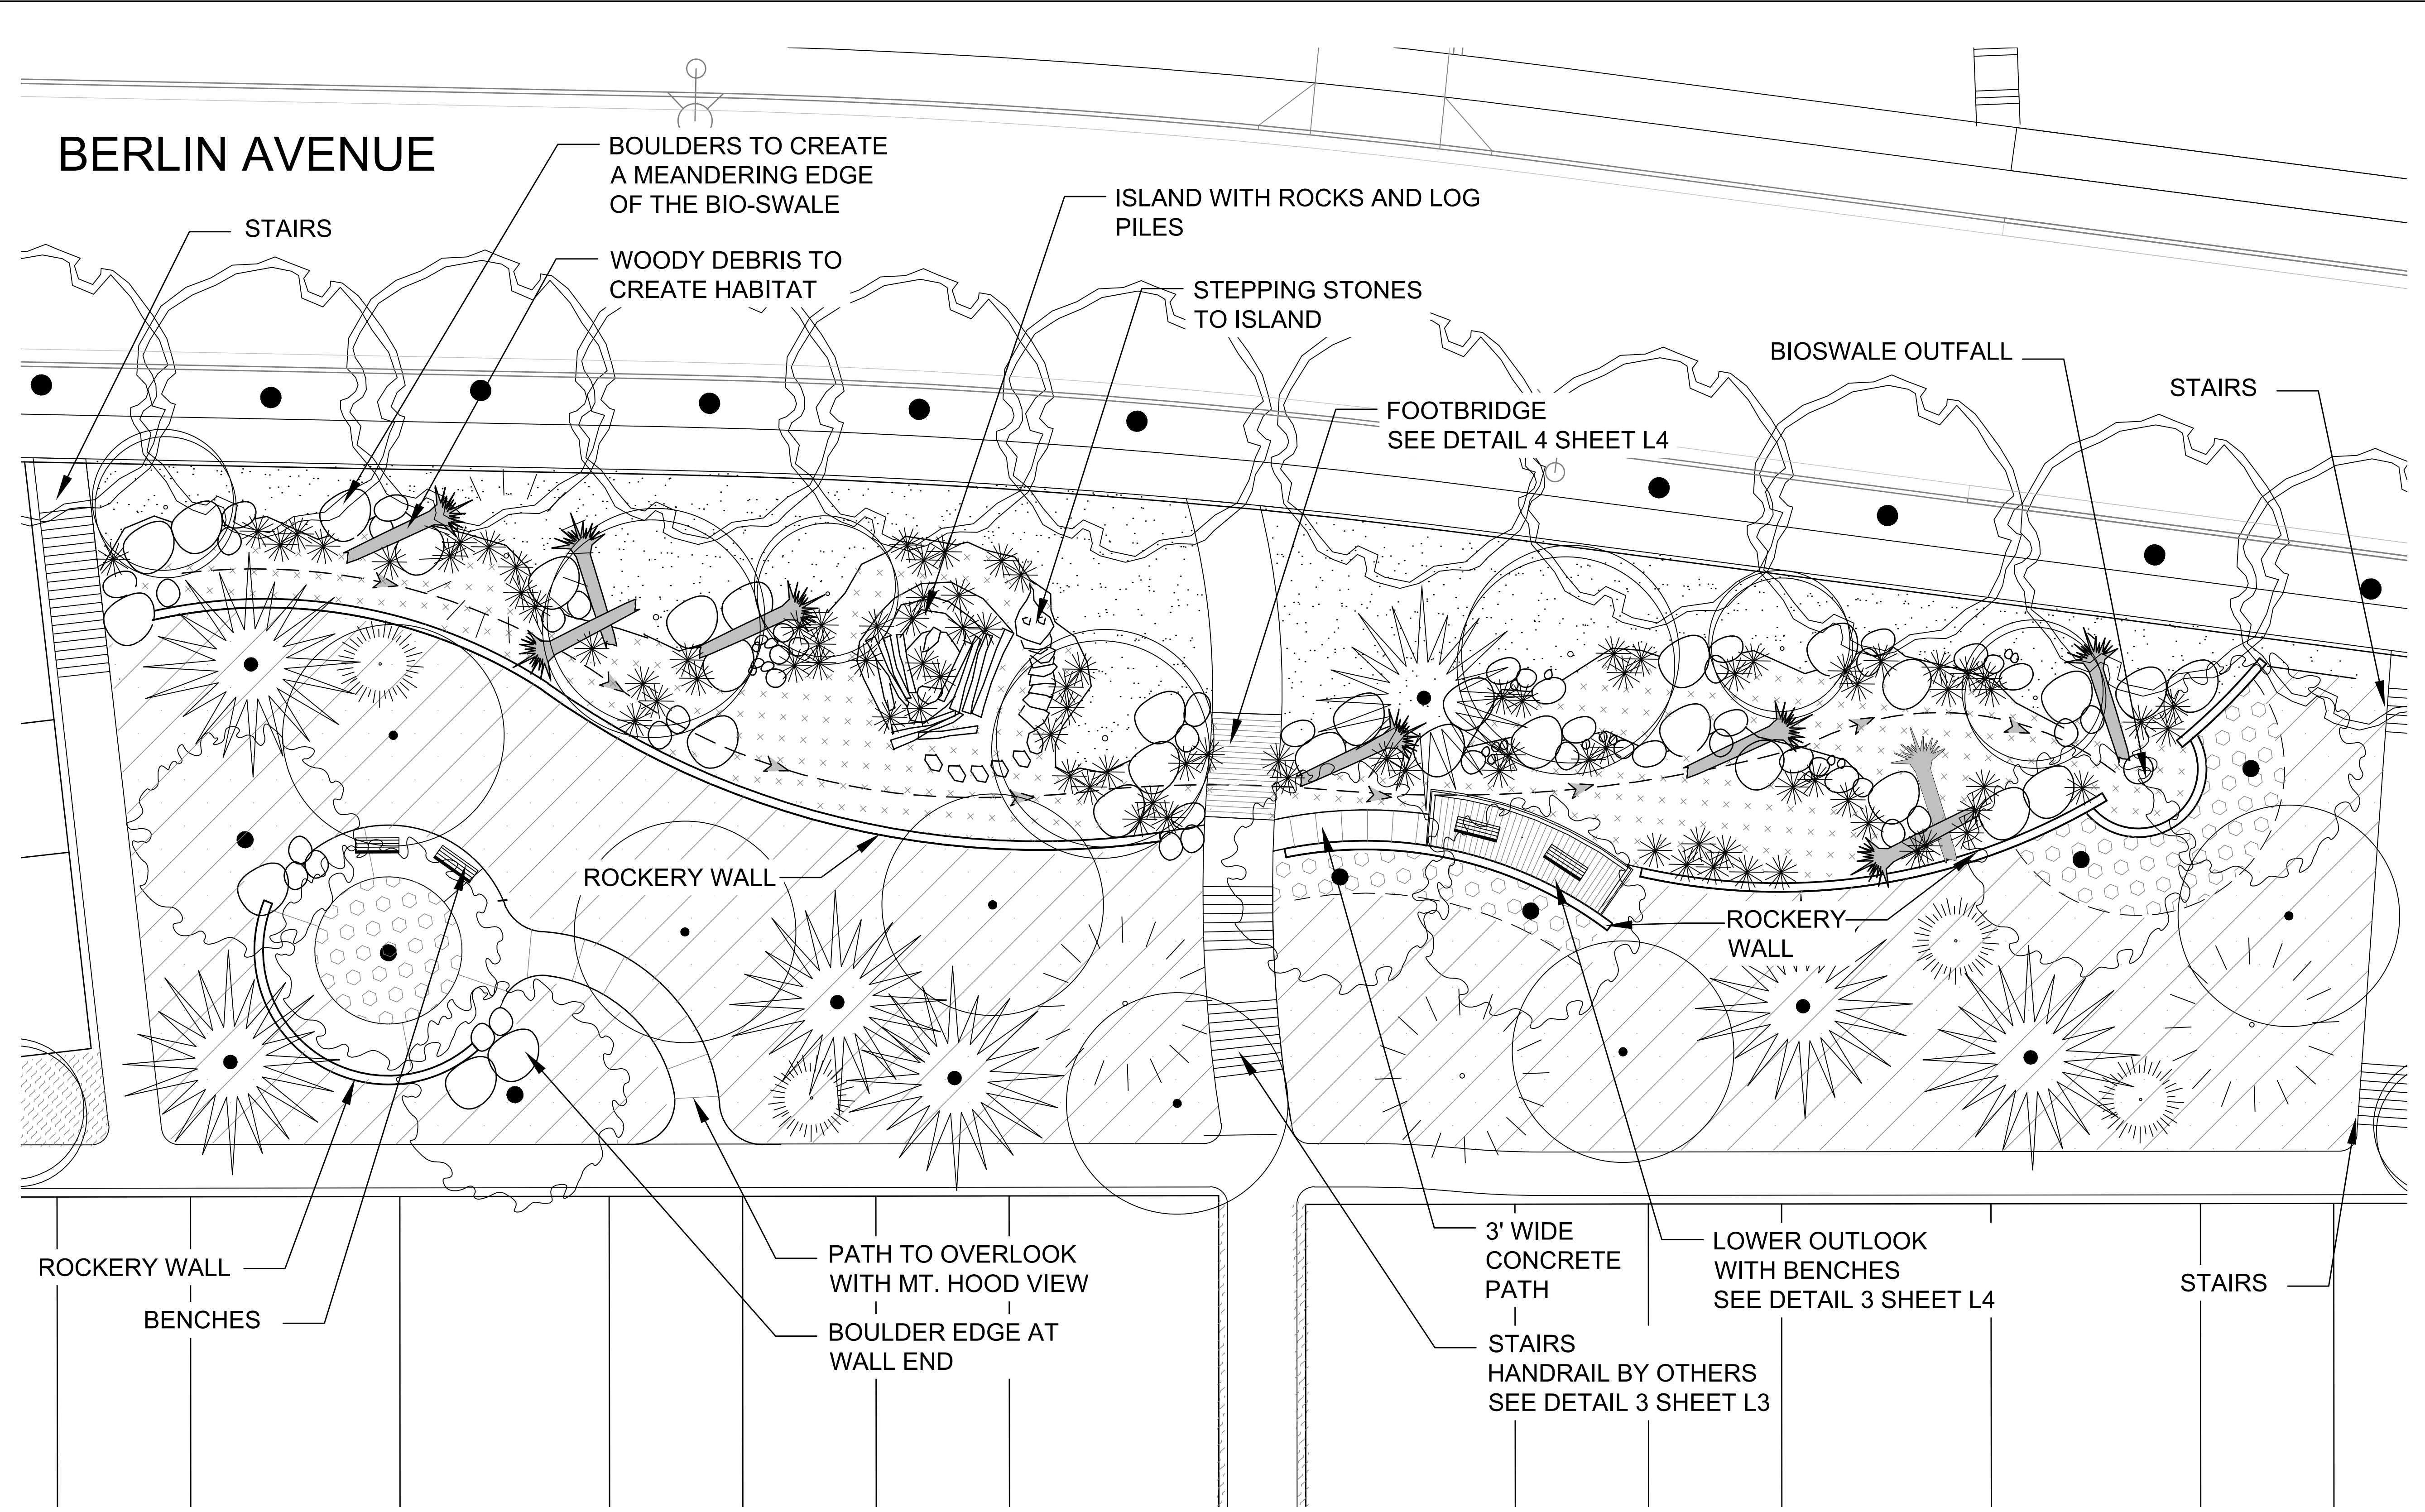 BERLIN AVENUE
STAIRS
BOULDERS TO CREATE
A MEANDERING EDGE
OF THE BIO-SWALE
WOODY DEBRIS TO
CREATE HABITAT
ISLAND WITH ROCKS AND LOG
PILES
STEPPING STONES
TO ISLAND
FOOTBRIDGE
SEE DETAIL 4 SHEET L4
BIOSWALE OUTFALL
STAIRS
ROCKERY WALL
ROCKERY
WALL
ROCKERY WALL
BENCHES
PATH TO OVERLOOK
WITH MT. HOOD VIEW
BOULDER EDGE AT
WALL END
3' WIDE
CONCRETE
PATH
STAIRS
HANDRAIL BY OTHERS
SEE DETAIL 3 SHEET L3
LOWER OUTLOOK
WITH BENCHES
SEE DETAIL 3 SHEET L4
STAIRS